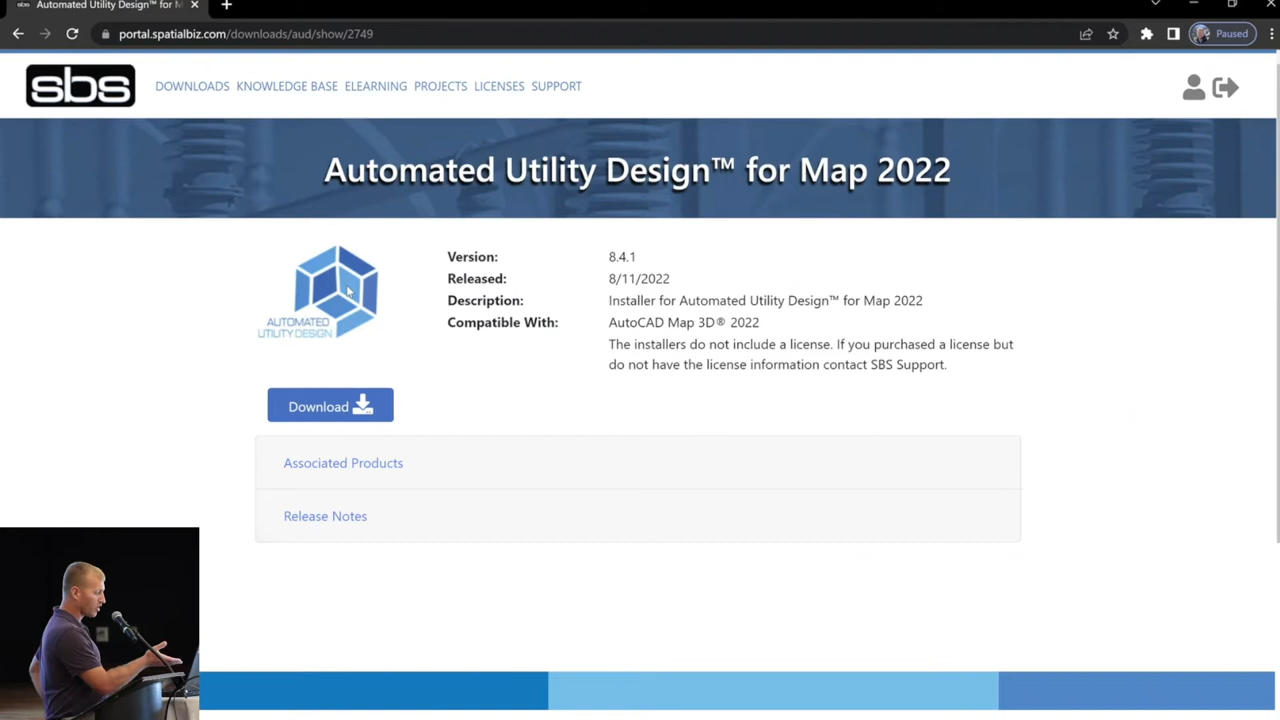 Automated Utility Design™ for M
portal.spatialbiz.com/downloads/aud/show/2749
Paused
sbs
DOWNLOADS KNOWLEDGE BASE ELEARNING PROJECTS LICENSES SUPPORT
Automated Utility Design™ for Map 2022
AUTOMATED
UTILITY DESIGN
Version: 8.4.1
Released: 8/11/2022
Description: Installer for Automated Utility Design™ for Map 2022
Compatible With: AutoCAD Map 3D® 2022
The installers do not include a license. If you purchased a license but
do not have the license information contact SBS Support.
Download
Associated Products
Release Notes